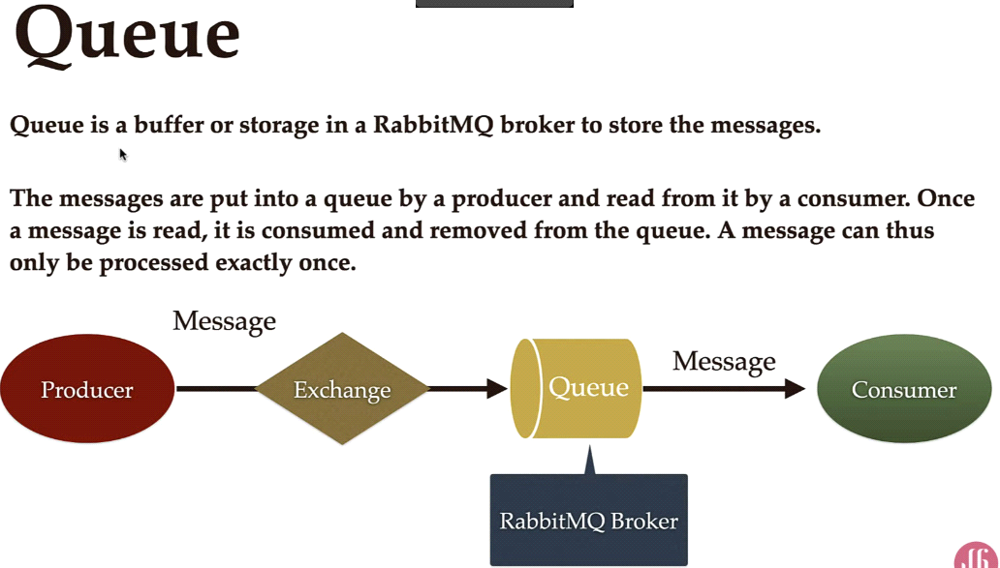 Queue
Queue is a buffer or storage in a RabbitMQ broker to store the messages.
The messages are put into a queue by a producer and read from it by a consumer. Once
a message is read, it is consumed and removed from the queue. A message can thus
only be processed exactly once.
Message
Producer
Exchange
Queue
Message
Consumer
RabbitMQ Broker